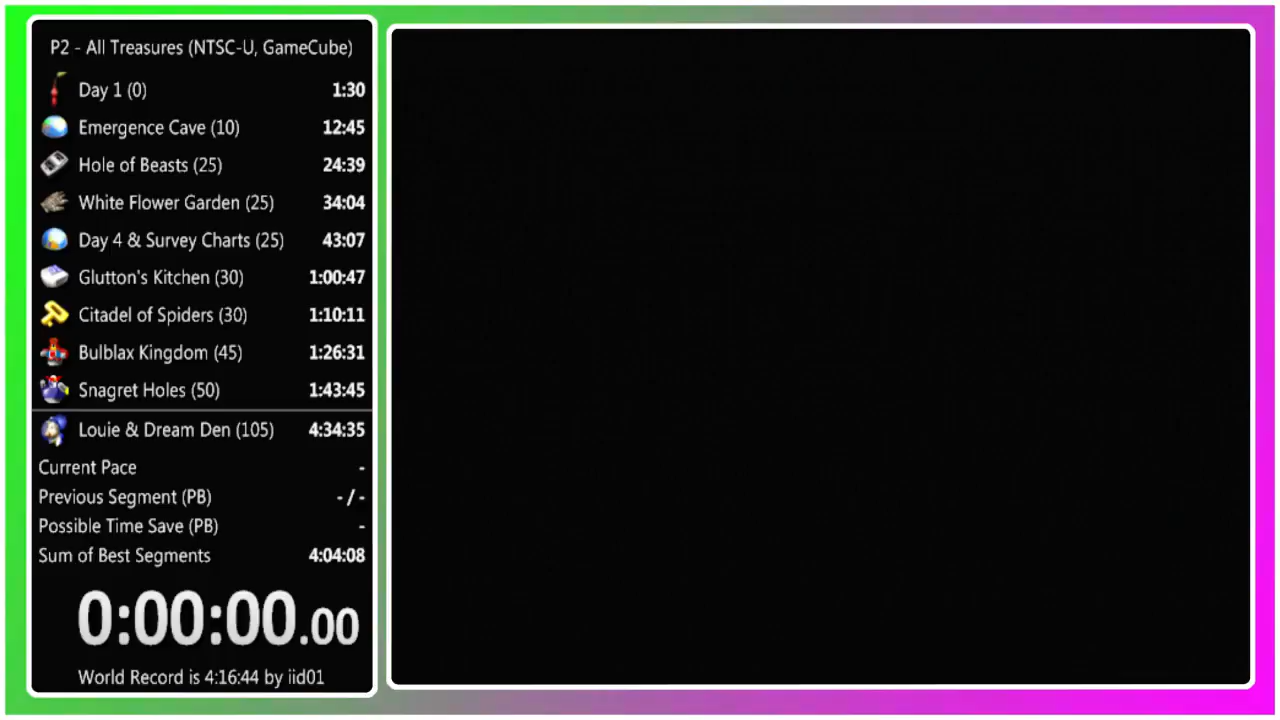 P2 - All Treasures (NTSC-U, GameCube)
Day 1 (0) 1:30
Emergence Cave (10) 12:45
Hole of Beasts (25) 24:39
White Flower Garden (25) 34:04
Day 4 & Survey Charts (25) 43:07
Glutton's Kitchen (30) 1:00:47
Citadel of Spiders (30) 1:10:11
Bulblax Kingdom (45) 1:26:31
Snagret Holes (50) 1:43:45
Louie & Dream Den (105) 4:34:35
Current Pace -
Previous Segment (PB) - / -
Possible Time Save (PB) -
Sum of Best Segments 4:04:08
0:00:00.00
World Record is 4:16:44 by iid01